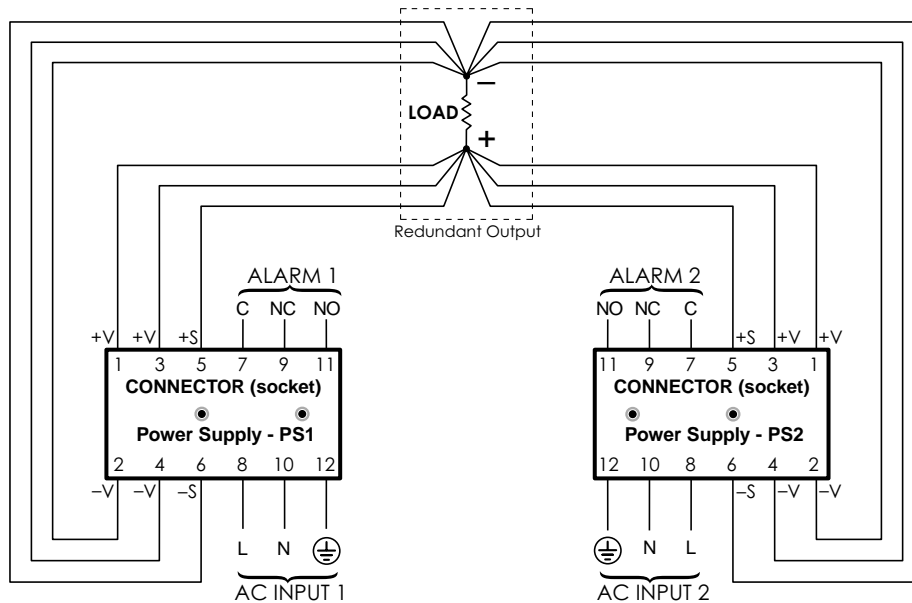 −
LOAD
+
Redundant Output
ALARM 1 ALARM 2
C NC NO NO NC C
+V +V +S +S +V +V
1 3 5 7 9 11 11 9 7 5 3 1
CONNECTOR (socket) CONNECTOR (socket)
Power Supply - PS1 Power Supply - PS2
2 4 6 8 10 12 12 10 8 6 4 2
–V –V –S –S –V –V
L N N L
AC INPUT 1 AC INPUT 2